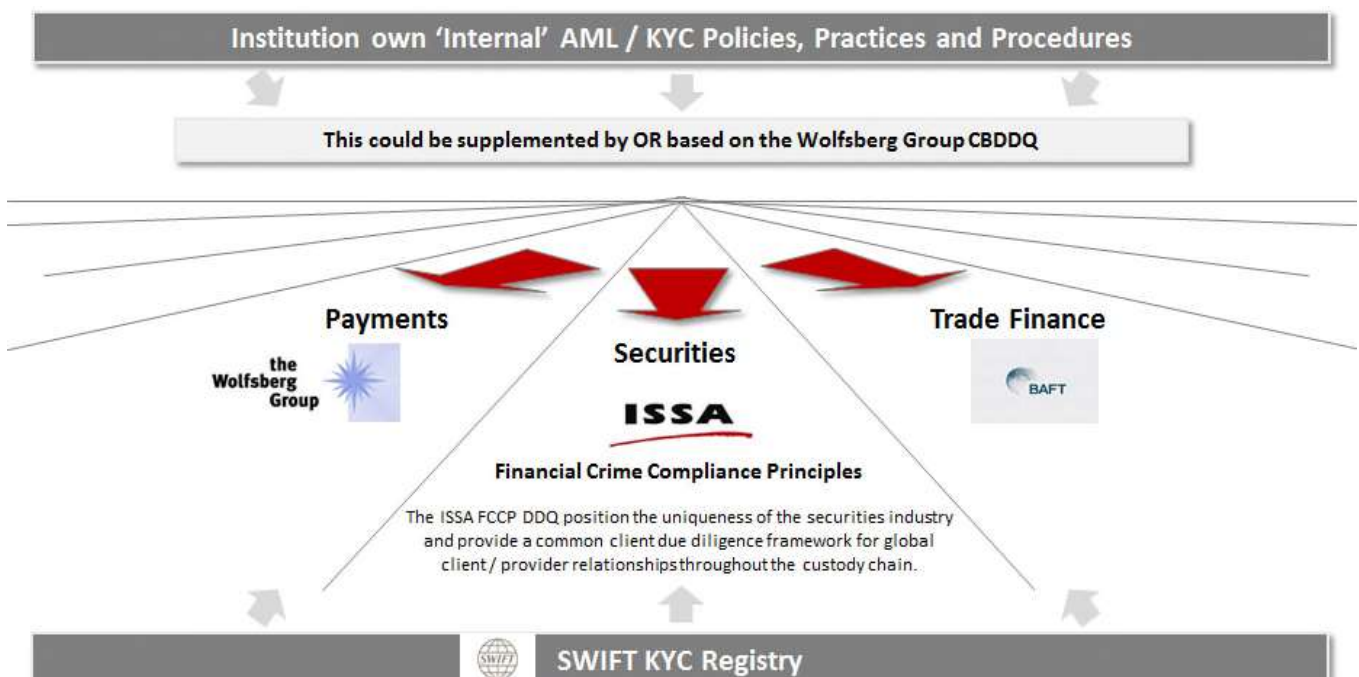 Institution own ‘Internal’ AML / KYC Policies, Practices and Procedures
This could be supplemented by OR based on the Wolfsberg Group CBDDQ
Payments
the
Wolfsberg
Group
Securities
ISSA
Financial Crime Compliance Principles
The ISSA FCCP DDQ position the uniqueness of the securities industry
and provide a common client due diligence framework for global
client / provider relationships throughout the custody chain.
Trade Finance
BAFT
SWIFT
SWIFT KYC Registry